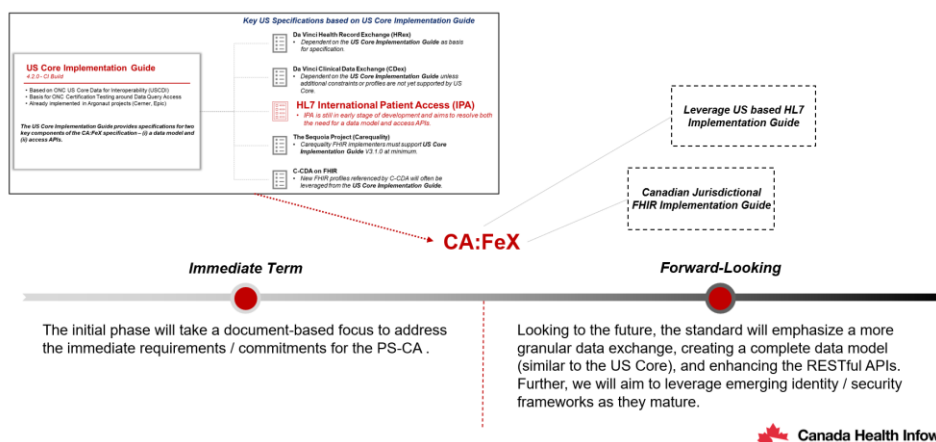 Key US Specifications based on US Core Implementation Guide
US Core Implementation Guide
4.2.0 - CI Build
• Based on ONC US Core Data for Interoperability (USCDI)
• Basis for ONC Certification Testing around Data Query Access
• Already implemented in Argonaut projects (Cerner, Epic)
The US Core Implementation Guide provides specifications for two
key components of the CA:FeX specification – (i) a data model and
(ii) access APIs.
Da Vinci Health Record Exchange (HRex)
• Dependent on the US Core Implementation Guide as basis
for specification.
Da Vinci Clinical Data Exchange (CDex)
• Dependent on the US Core Implementation Guide unless
additional constraints or profiles are not yet supported by US
Core.
HL7 International Patient Access (IPA)
• IPA is still in early stage of development and aims to resolve both
the need for a data model and access APIs.
The Sequoia Project (Carequality)
• Carequality FHIR implementers must support US Core
Implementation Guide V3.1.0 at minimum.
C-CDA on FHIR
• New FHIR profiles referenced by C-CDA will often be
leveraged from the US Core Implementation Guide.
Leverage US based HL7
Implementation Guide
Canadian Jurisdictional
FHIR Implementation Guide
CA:FeX
Immediate Term
Forward-Looking
The initial phase will take a document-based focus to address
the immediate requirements / commitments for the PS-CA .
Looking to the future, the standard will emphasize a more
granular data exchange, creating a complete data model
(similar to the US Core), and enhancing the RESTful APIs.
Further, we will aim to leverage emerging identity / security
frameworks as they mature.
Canada Health Infow